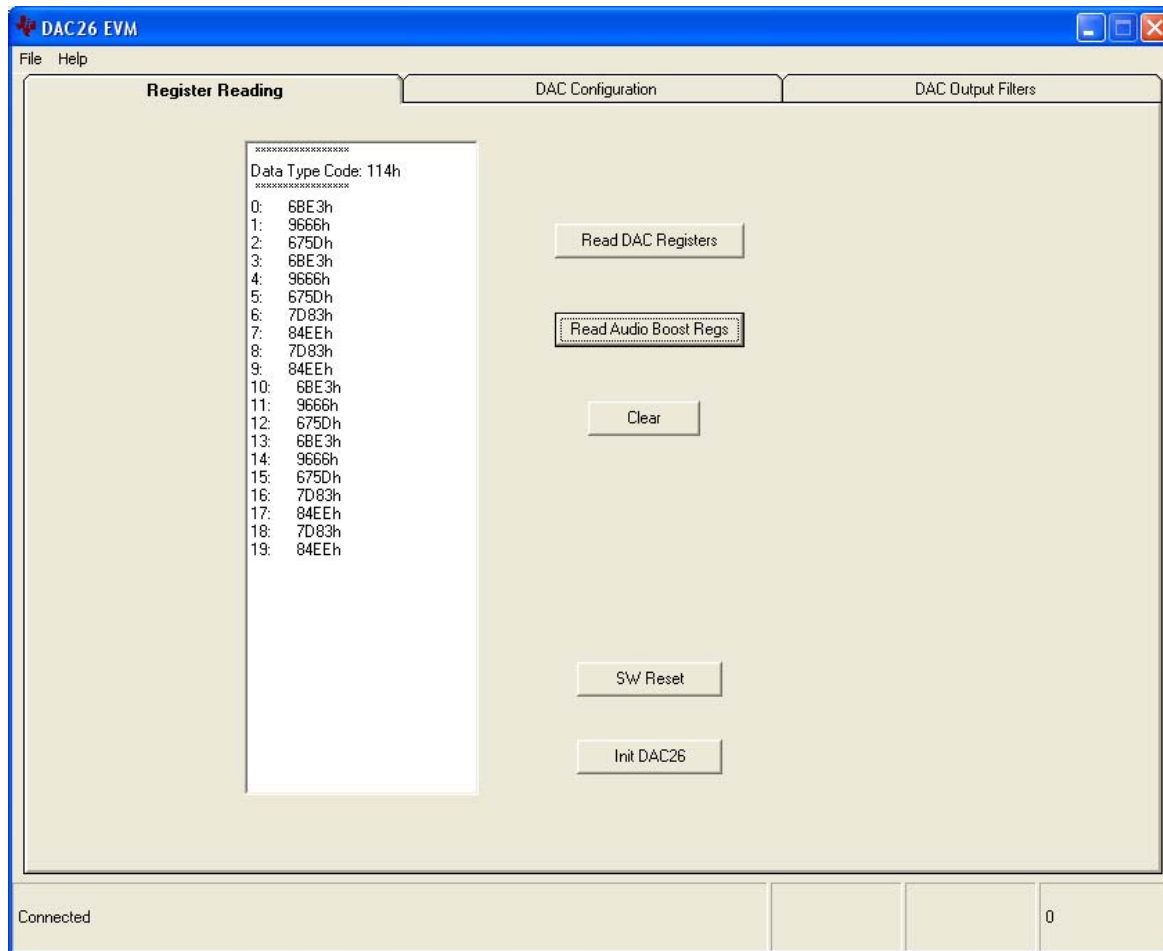 DAC26 EVM
File Help
Register Reading
DAC Configuration
DAC Output Filters
*****************
Data Type Code: 114h
*****************
0: 6BE3h
1: 9666h
2: 675Dh
3: 6BE3h
4: 9666h
5: 675Dh
6: 7D83h
7: 84EEh
8: 7D83h
9: 84EEh
10: 6BE3h
11: 9666h
12: 675Dh
13: 6BE3h
14: 9666h
15: 675Dh
16: 7D83h
17: 84EEh
18: 7D83h
19: 84EEh
Read DAC Registers
Read Audio Boost Regs
Clear
SW Reset
Init DAC26
Connected
0